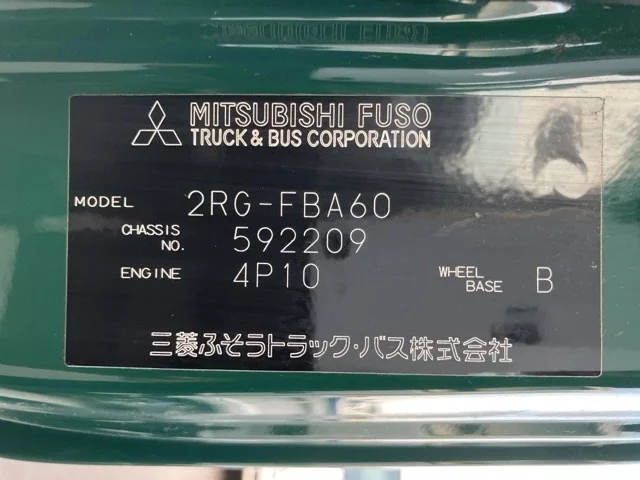 MITSUBISHI FUSO
TRUCK & BUS CORPORATION
MODEL 2RG-FBA60
CHASSIS NO. 592209
ENGINE 4P10 WHEEL BASE B
三菱ふそうトラック・バス株式会社